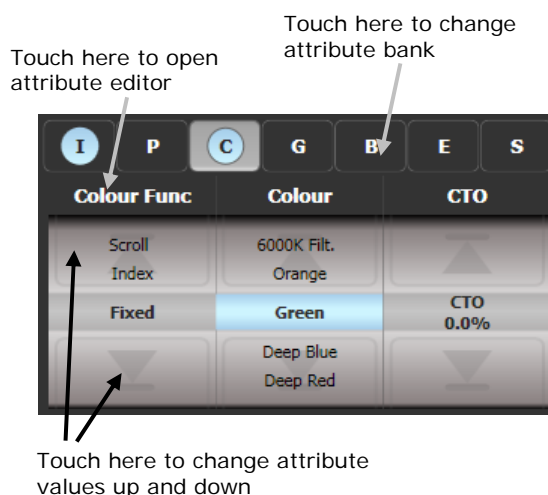 Touch here to change
attribute bank
Touch here to open
attribute editor
I P C G B E S
Colour Func Colour CTO
Scroll 6000K Filt.
Index Orange
Fixed Green CTO
0.0%
Deep Blue
Deep Red
Touch here to change attribute
values up and down